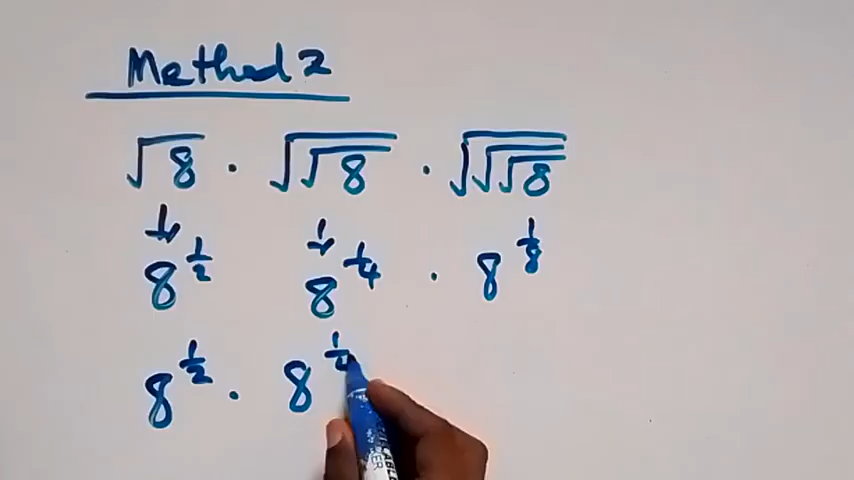 Method 2
√8 · √√8 · √√√8
8^1/2 8^1/4 · 8^1/8
8^1/2 · 8^1/4